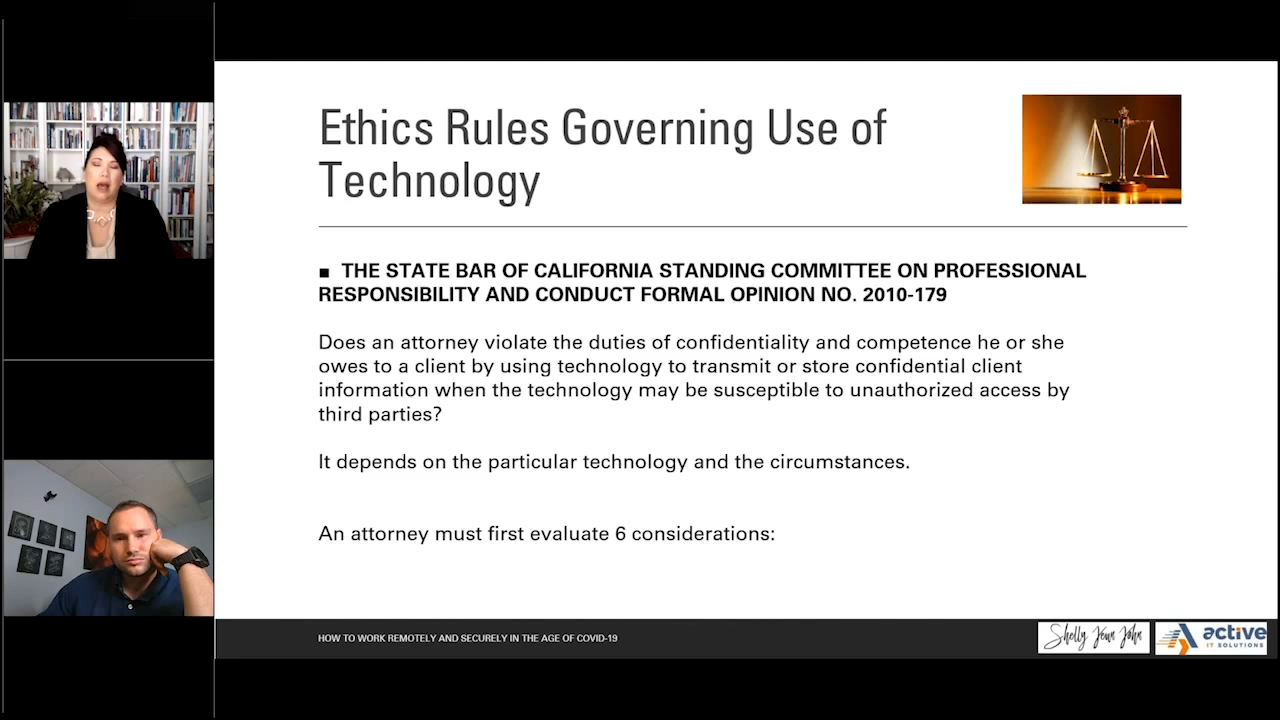 Ethics Rules Governing Use of
Technology
■ THE STATE BAR OF CALIFORNIA STANDING COMMITTEE ON PROFESSIONAL
RESPONSIBILITY AND CONDUCT FORMAL OPINION NO. 2010-179
Does an attorney violate the duties of confidentiality and competence he or she
owes to a client by using technology to transmit or store confidential client
information when the technology may be susceptible to unauthorized access by
third parties?
It depends on the particular technology and the circumstances.
An attorney must first evaluate 6 considerations:
HOW TO WORK REMOTELY AND SECURELY IN THE AGE OF COVID-19
Shelly Jenn John
active
IT SOLUTIONS